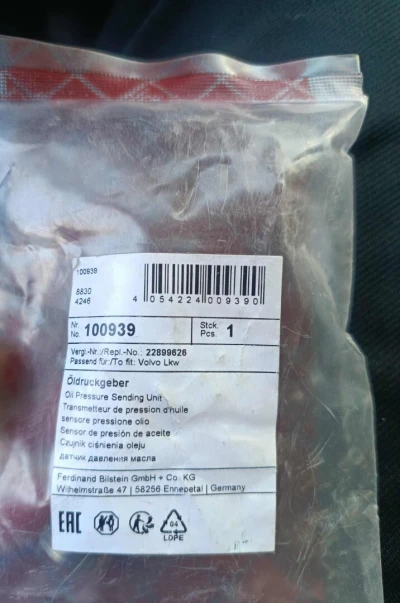 100939
8830
4246
4 054224 009390
Nr.
No. 100939
Stck.
Pcs. 1
Vergl.-Nr./Repl.-No.: 22899626
Passend für:/To fit: Volvo Lkw
Öldruckgeber
Oil Pressure Sending Unit
Transmetteur de pression d'huile
sensore pressione olio
Sensor de presión de aceite
Czujnik ciśnienia oleju
датчик давления масла
Ferdinand Bilstein GmbH + Co. KG
Wilhelmstraße 47 | 58256 Ennepetal | Germany
EAC
04
LDPE